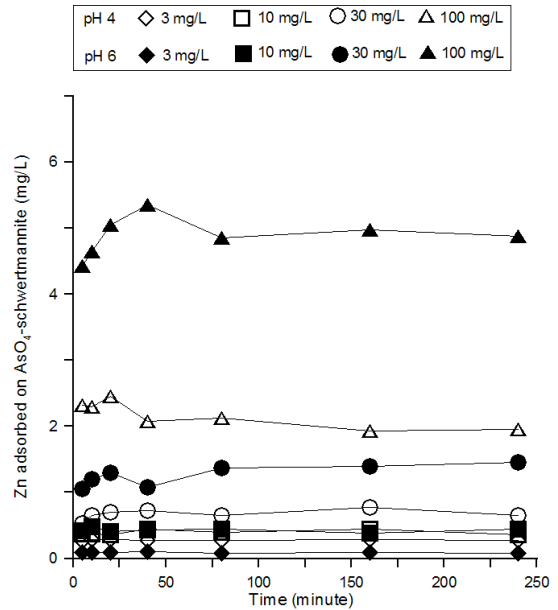 pH 4 3 mg/L 10 mg/L 30 mg/L 100 mg/L
pH 6 3 mg/L 10 mg/L 30 mg/L 100 mg/L
Zn adsorbed on AsO₄-schwertmannite (mg/L)
6
4
2
0
0 50 100 150 200 250
Time (minute)